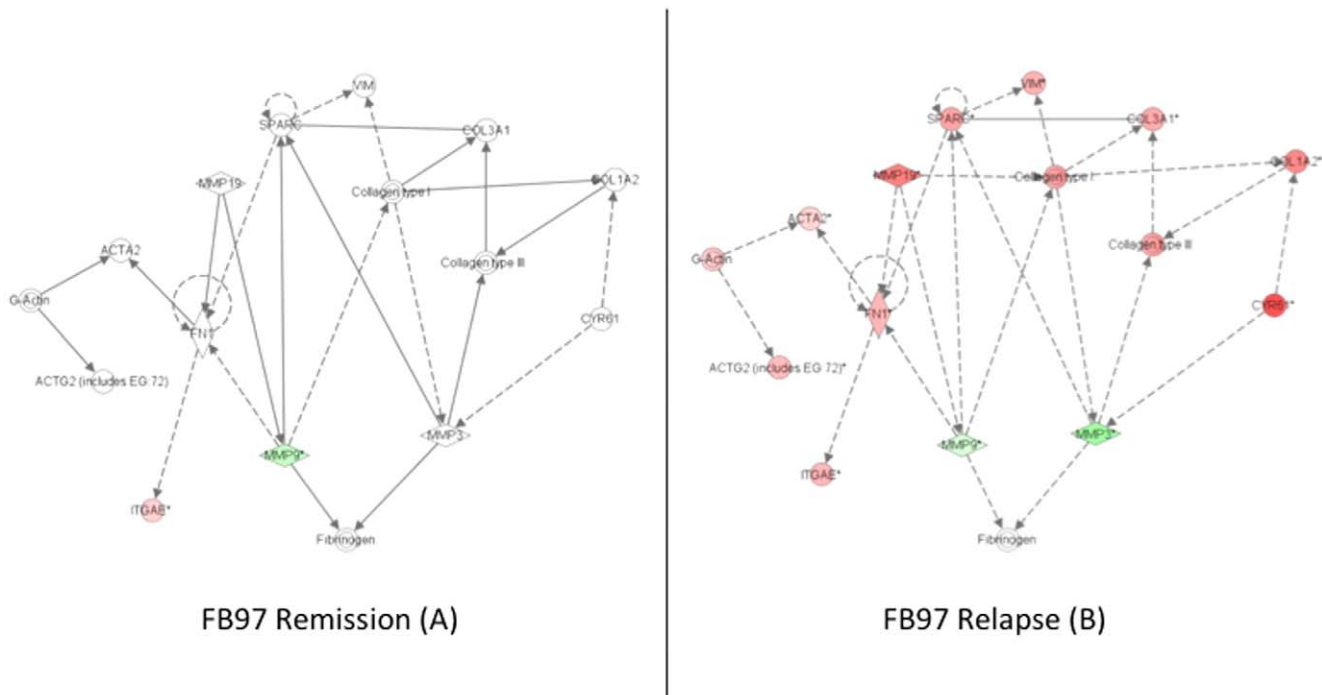 VIM
SPARC
COL3A1
MMP19
Collagen type I
COL1A2
ACTA2
Collagen type III
G-Actin
FN1
CYR61
ACTG2 (includes EG:72)
MMP3
MMP9*
ITGAE*
Fibrinogen
FB97 Remission (A)
VIM*
SPARC*
COL3A1*
COL1A2*
MMP19*
Collagen type I
ACTA2*
Collagen type III
G-Actin
CYR61*
FN1*
ACTG2 (includes EG:72)*
MMP3*
MMP9*
ITGAE*
Fibrinogen
FB97 Relapse (B)